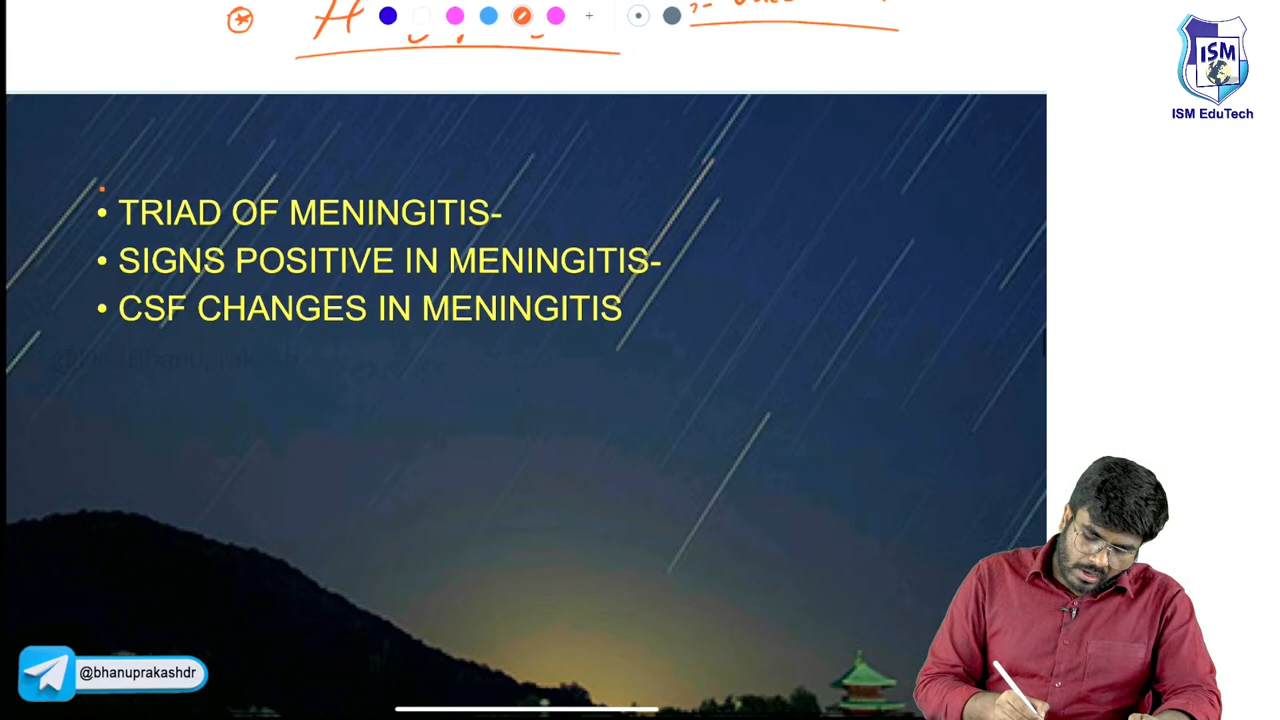 ISM
ISM EduTech
• TRIAD OF MENINGITIS-
• SIGNS POSITIVE IN MENINGITIS-
• CSF CHANGES IN MENINGITIS
@bhanuprakashdr